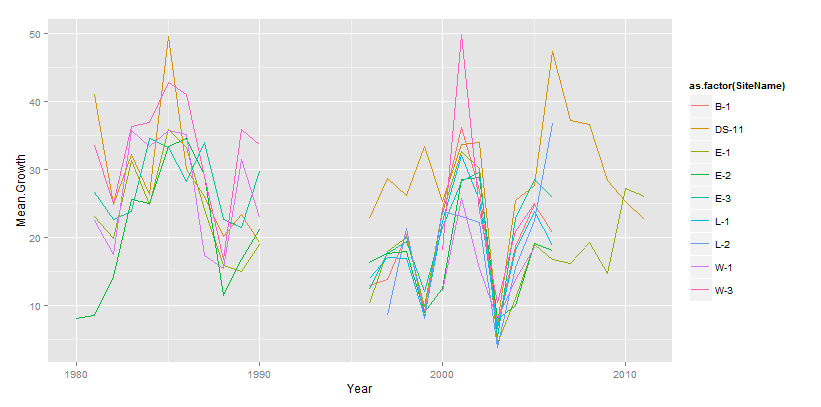 50
40
30
20
10
Mean.Growth
1980
1990
2000
2010
Year
as.factor(SiteName)
B-1
DS-11
E-1
E-2
E-3
L-1
L-2
W-1
W-3